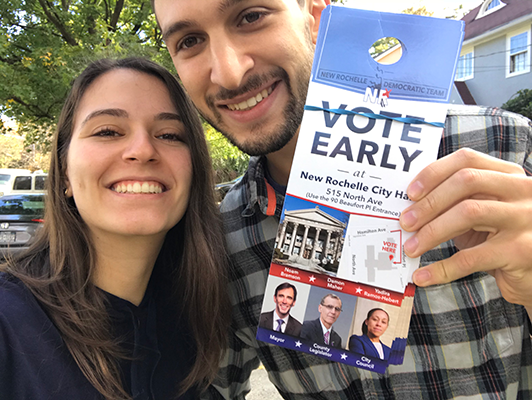 NEW ROCHELLE DEMOCRATIC TEAM
VOTE
EARLY
at
New Rochelle City Ha
515 North Ave
(Use the 90 Beaufort Pl Entrance)
Hamilton Ave
VOTE
HERE
North Ave
Noam
Bramson
Damon
Maher
Yadira
Ramos-Herbert
Mayor
County
Legislator
City
Council